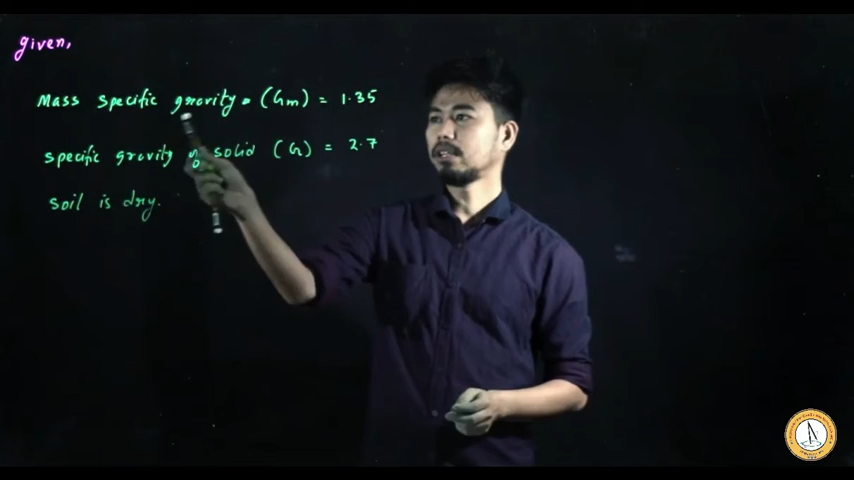 given,
Mass specific gravity = (Gm) = 1.35
specific gravity of solid (G) = 2.7
soil is dry.